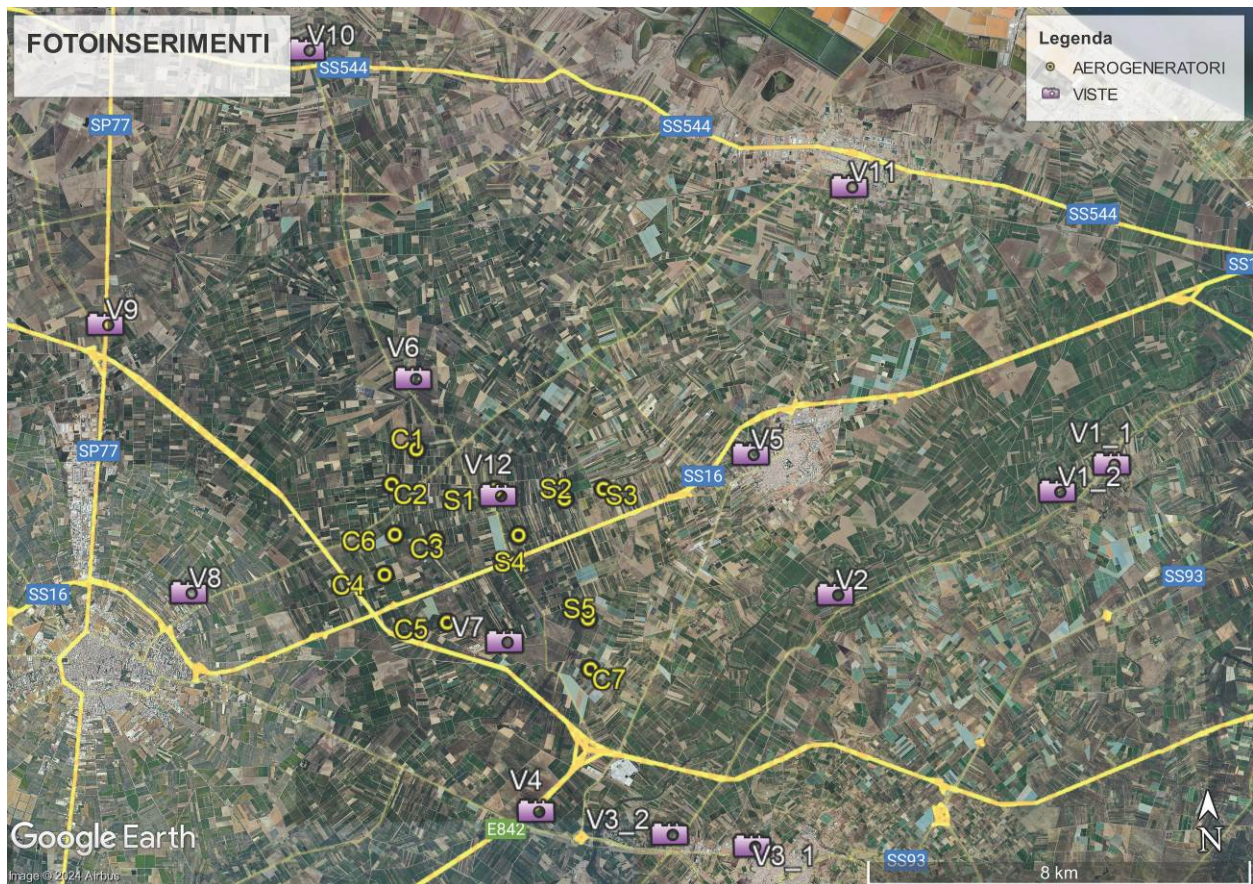 FOTOINSERIMENTI
V10
SS544
Legenda
AEROGENERATORI
VISTE
SP77
SS544
V11
SS544
SS1
V9
V6
C1
V5
V1_1
SP77
V12
SS16
V1_2
C2
S1
S2
S3
C6
C3
S4
C4
V8
V2
SS93
SS16
S5
C5
V7
C7
V4
E842
V3_2
V3_1
SS93
N
8 km
Google Earth
Image © 2024 Airbus